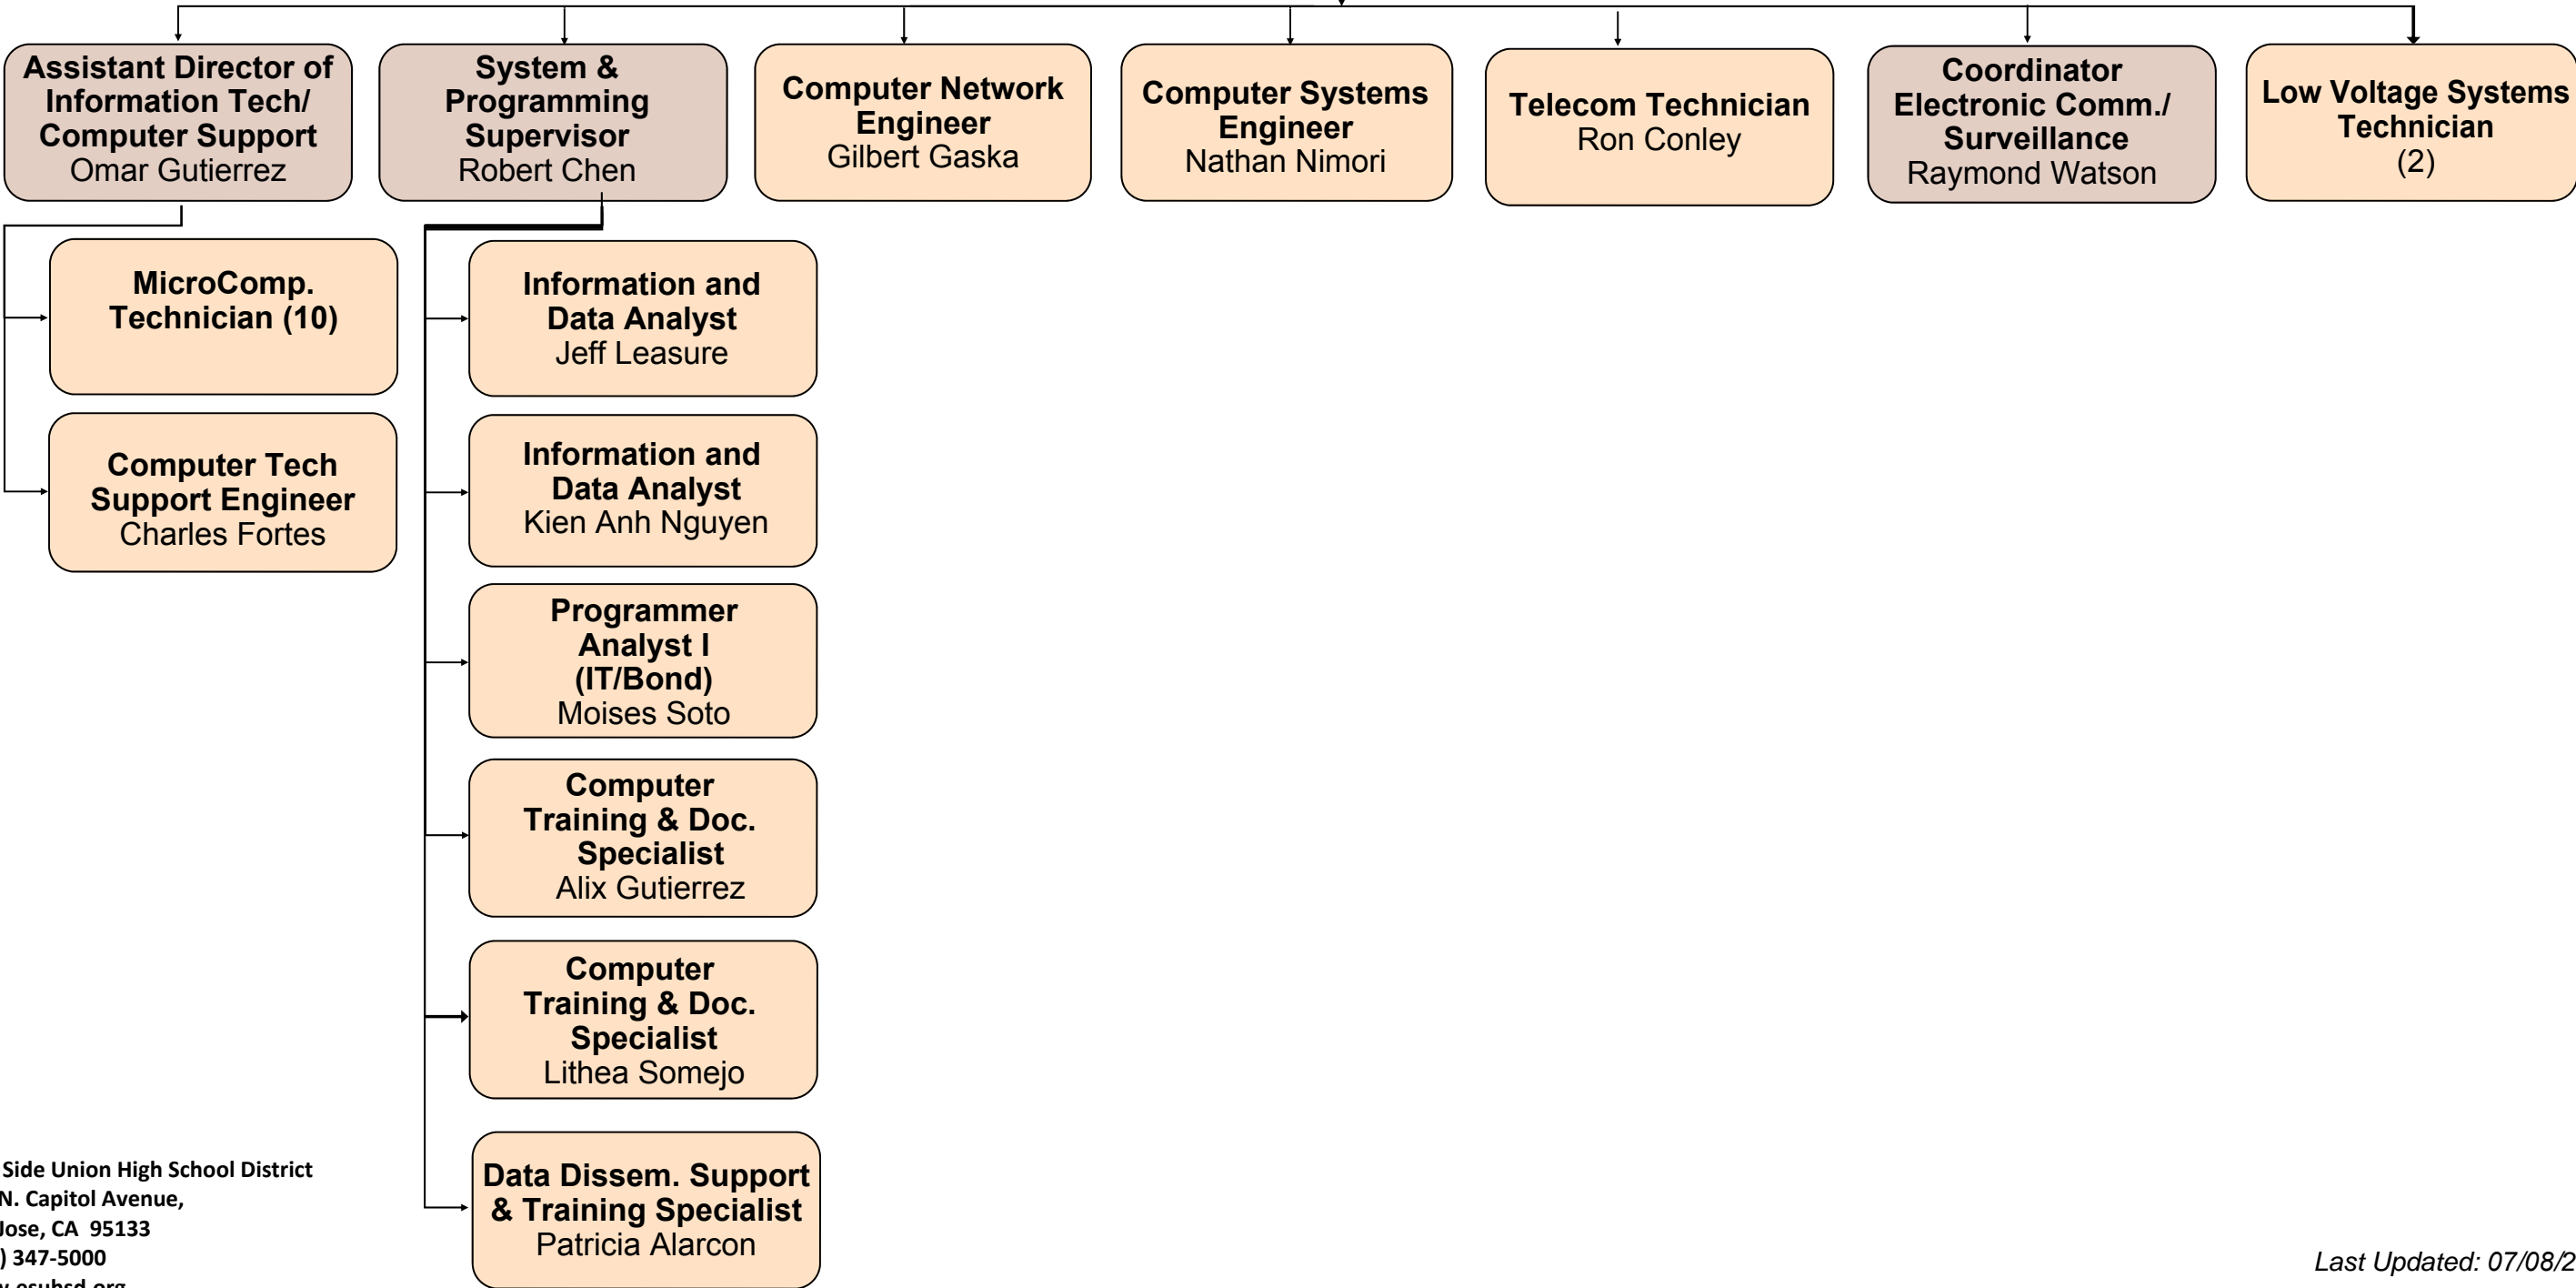 Assistant Director of
Information Tech/
Computer Support
Omar Gutierrez
System &
Programming
Supervisor
Robert Chen
Computer Network
Engineer
Gilbert Gaska
Computer Systems
Engineer
Nathan Nimori
Telecom Technician
Ron Conley
Coordinator
Electronic Comm./
Surveillance
Raymond Watson
Low Voltage Systems
Technician
(2)
MicroComp.
Technician (10)
Computer Tech
Support Engineer
Charles Fortes
Information and
Data Analyst
Jeff Leasure
Information and
Data Analyst
Kien Anh Nguyen
Programmer
Analyst I
(IT/Bond)
Moises Soto
Computer
Training & Doc.
Specialist
Alix Gutierrez
Computer
Training & Doc.
Specialist
Lithea Somejo
Data Dissem. Support
& Training Specialist
Patricia Alarcon
Side Union High School District
N. Capitol Avenue,
Jose, CA 95133
) 347-5000
Last Updated: 07/08/2